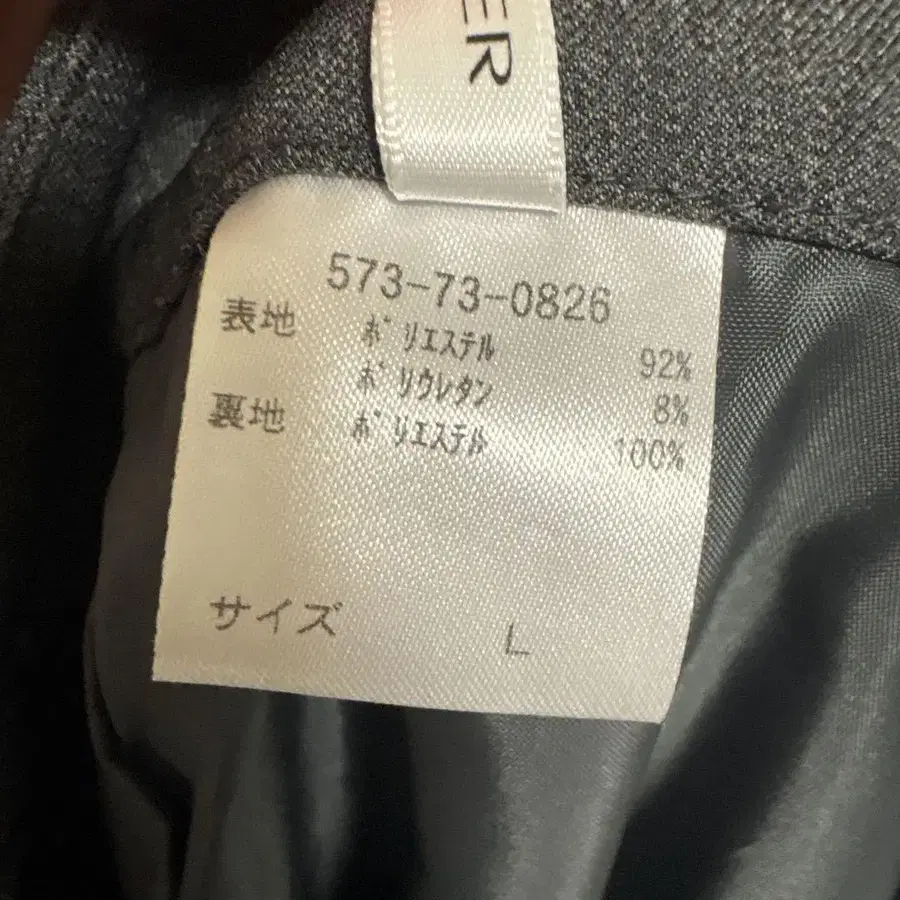 ER
573-73-0826
表地 ポリエステル 92%
ポリウレタン 8%
裏地 ポリエステル 100%
サイズ L